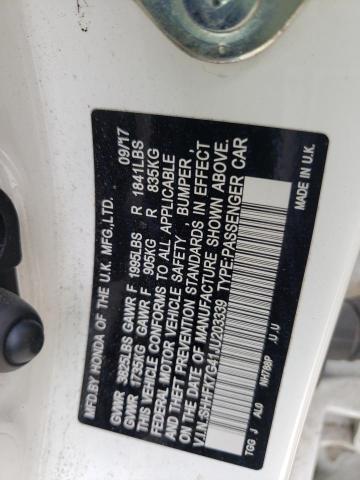 MFD.BY HONDA OF THE U.K. MFG.,LTD. 09/17
GVWR 3825LBS GAWR F 1995LBS R 1841LBS
GVWR 1735KG GAWR F 905KG R 835KG
THIS VEHICLE CONFORMS TO ALL APPLICABLE
FEDERAL MOTOR VEHICLE SAFETY , BUMPER ,
AND THEFT PREVENTION STANDARDS IN EFFECT
ON THE DATE OF MANUFACTURE SHOWN ABOVE.
V.I.N.:SHHFK7G41JU203339 TYPE:PASSENGER CAR
TGG J A.0 NH788P .U.U
MADE IN U.K.